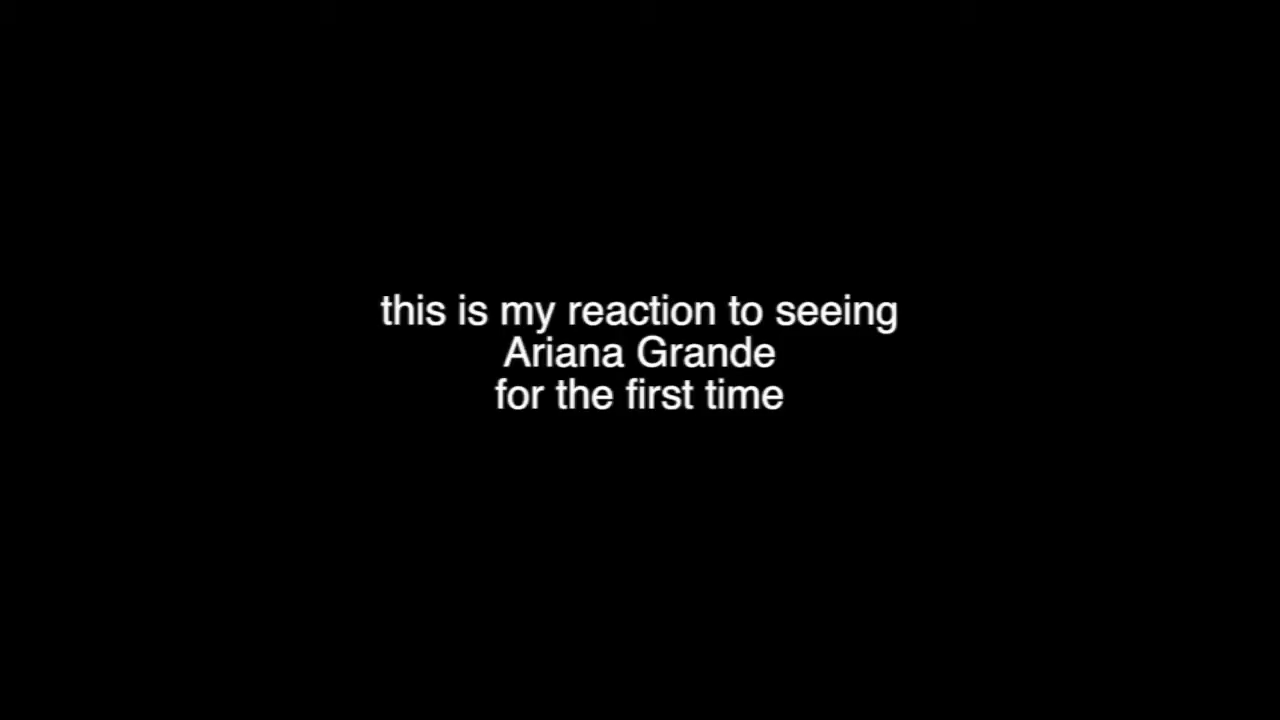 this is my reaction to seeing
Ariana Grande
for the first time